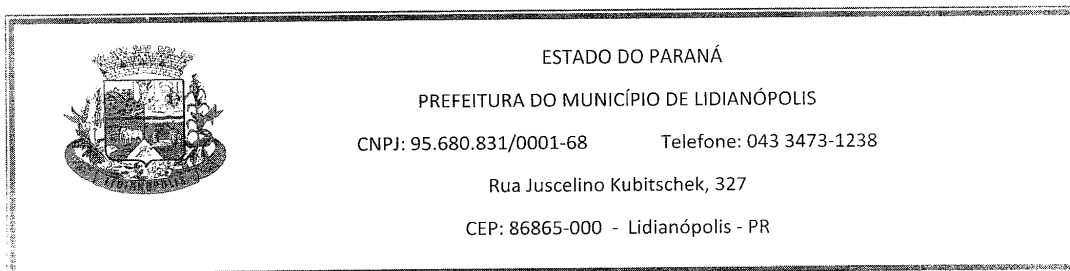 ESTADO DO PARANÁ
PREFEITURA DO MUNICÍPIO DE LIDIANÓPOLIS
CNPJ: 95.680.831/0001-68 Telefone: 043 3473-1238
Rua Juscelino Kubitschek, 327
CEP: 86865-000 - Lidianópolis - PR
LIDIANÓPOLIS